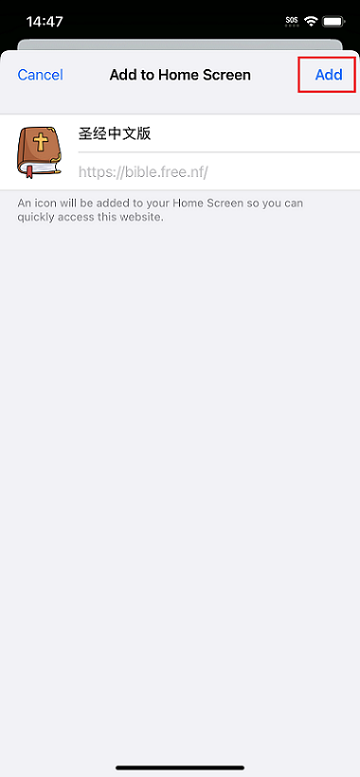 14:47
SOS
Cancel
Add to Home Screen
Add
圣经中文版
https://bible.free.nf/
An icon will be added to your Home Screen so you can
quickly access this website.